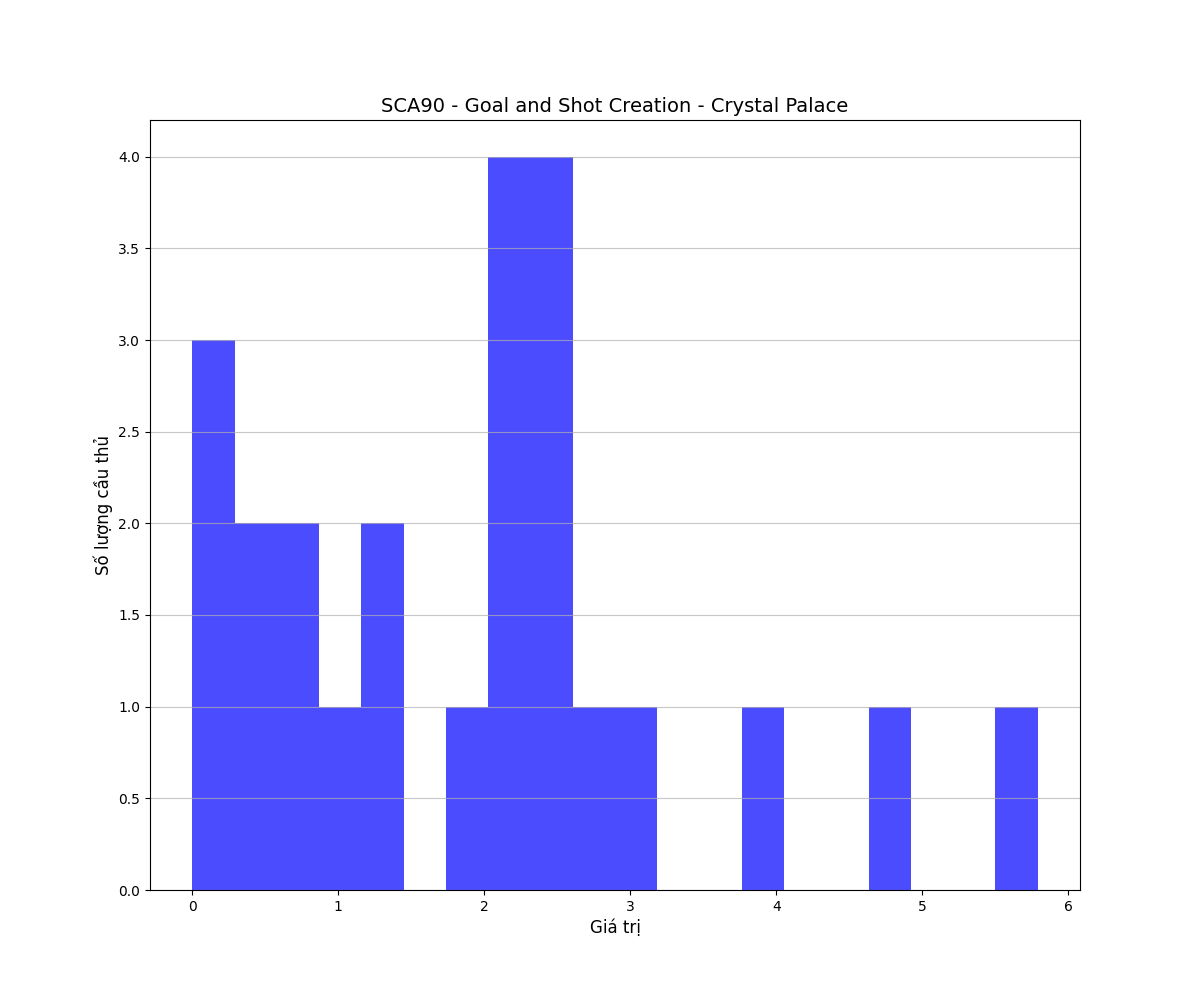 SCA90 - Goal and Shot Creation - Crystal Palace
Số lượng cầu thủ
4.0
3.5
3.0
2.5
2.0
1.5
1.0
0.5
0.0
0 1 2 3 4 5 6
Giá trị